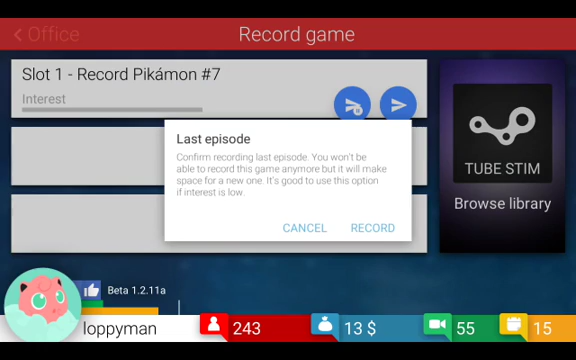 Office
Record game
Slot 1 - Record Pikámon #7
Interest
Last episode
Confirm recording last episode. You won't be
able to record this game anymore but it will make
space for a new one. It's good to use this option
if interest is low.
CANCEL
RECORD
TUBE STIM
Browse library
Beta 1.2.11a
loppyman
243
13 $
55
15